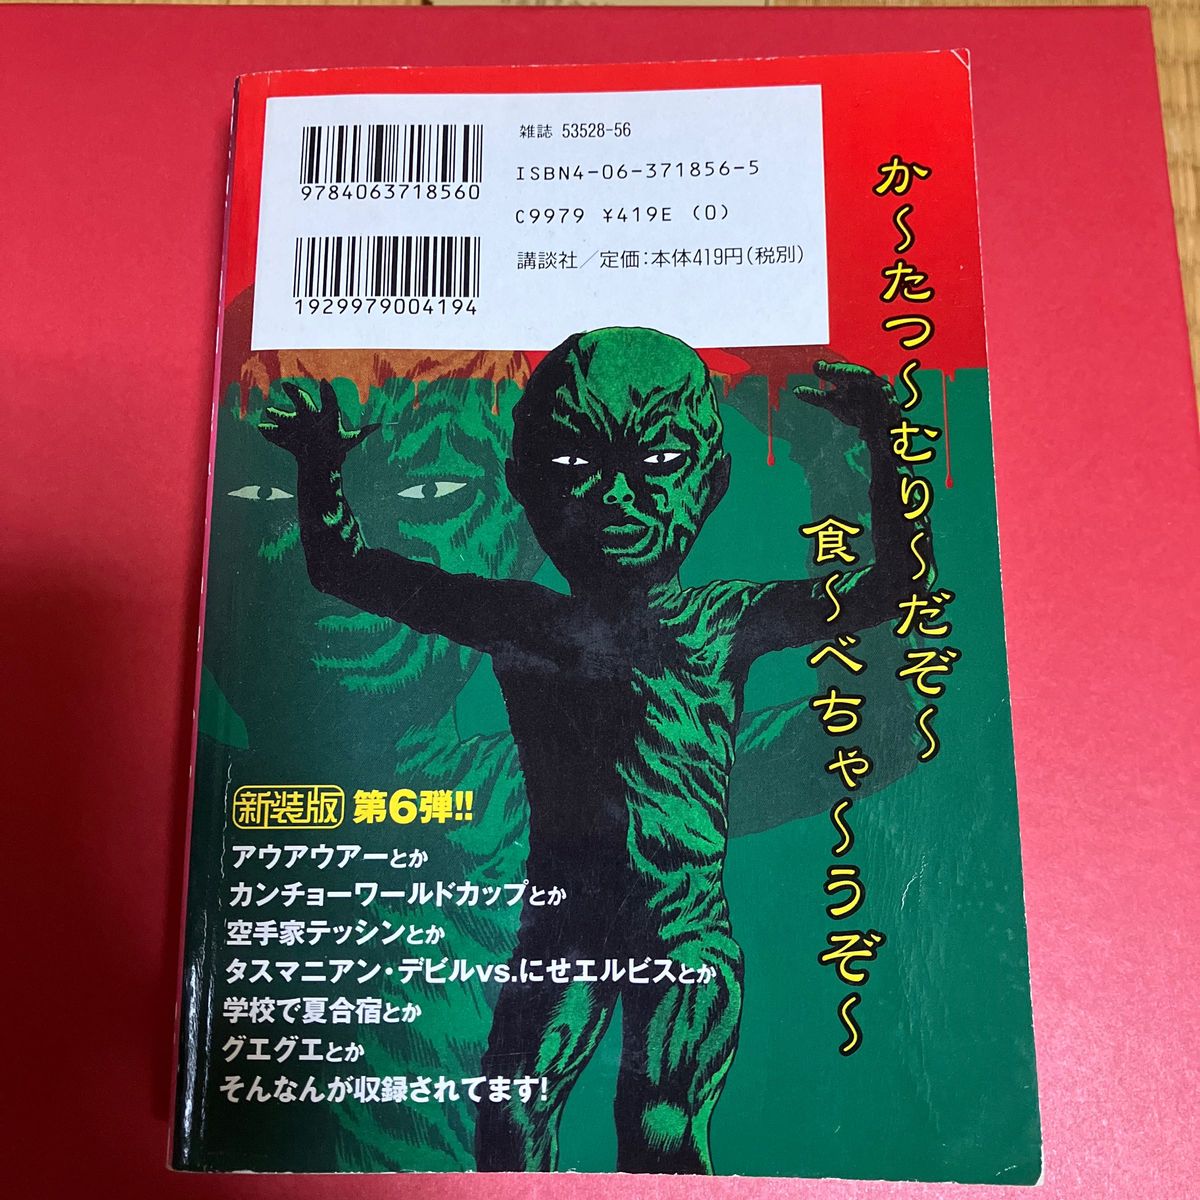 雑誌 53528-56
ISBN4-06-371856-5
C9979 ¥419E (0)
講談社／定価：本体419円（税別）
9784063718560
1929979004194
か〜たつ〜むり〜だぞ〜
食〜べちゃ〜うぞ〜
新装版 第6弾!!
アウアウアーとか
カンチョーワールドカップとか
空手家テッシンとか
タスマニアン・デビルvs.にせエルビスとか
学校で夏合宿とか
グエグエとか
そんなんが収録されてます!